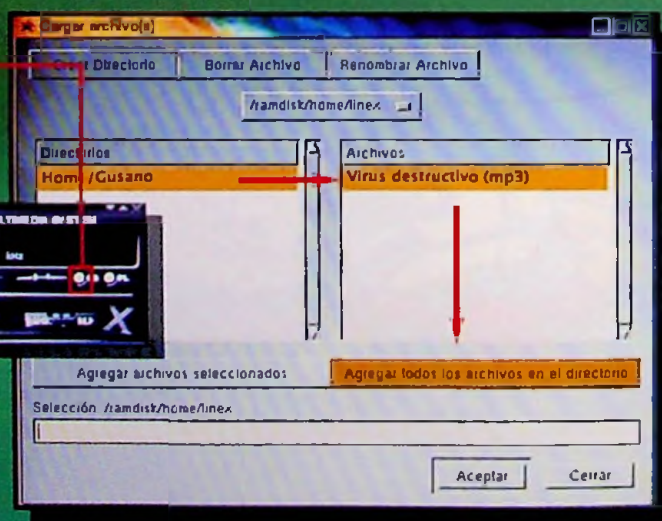 Cargar archivo(s)
Crear Directorio
Borrar Archivo
Renombrar Archivo
/ramdisk/home/linex
Directorios
Archivos
Home /Gusano
Virus destructivo (mp3)
kHz
Agregar archivos seleccionados
Agregar todos los archivos en el directorio
Selección /ramdisk/home/linex
Aceptar
Cerrar